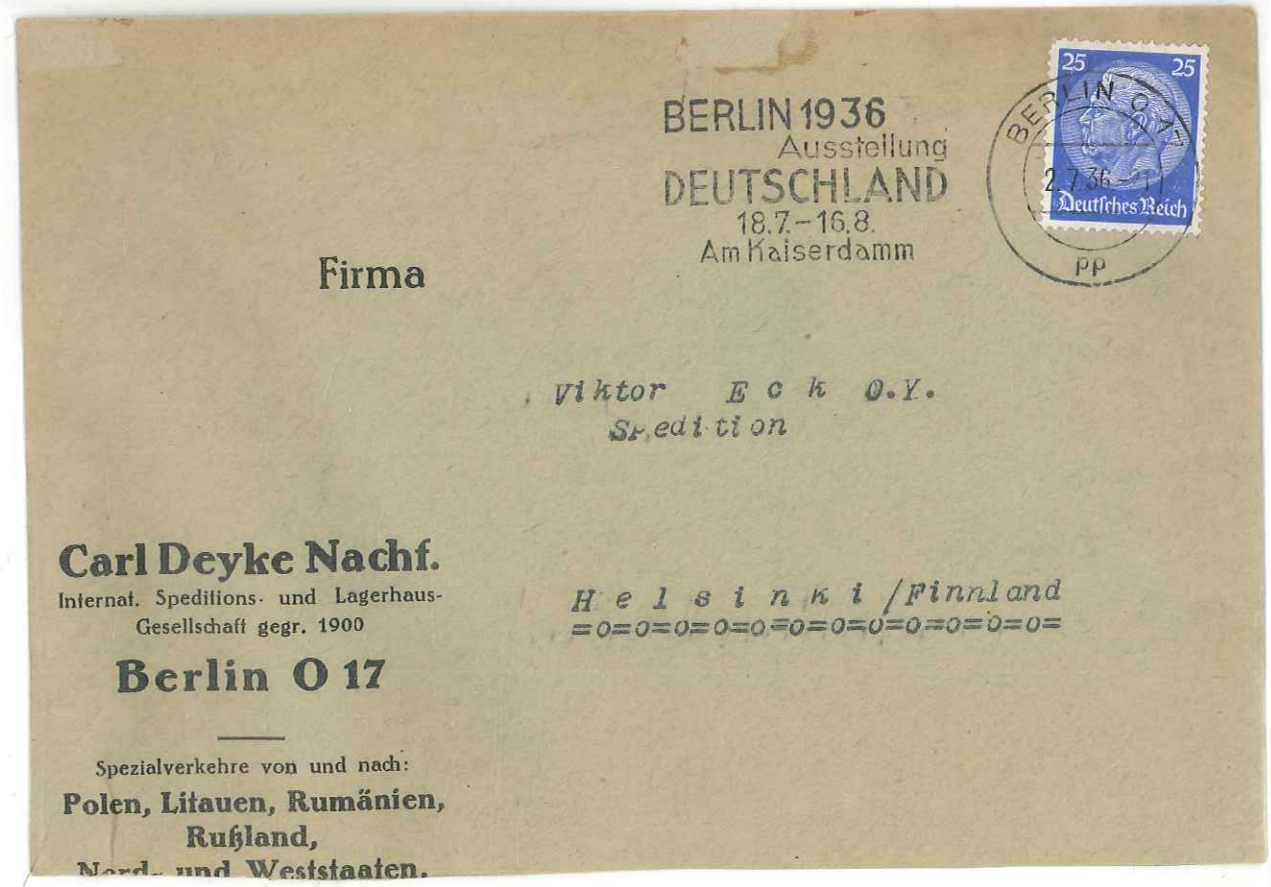 25 25
Deutsches Reich
BERLIN O 17
2.7.36
pp
BERLIN 1936
Ausstellung
DEUTSCHLAND
18.7.-16.8.
Am Kaiserdamm
Firma
Viktor E c k O.Y.
Spedition
H e l s i n k i /Finnland
=o=o=o=o=o=o=o=o=o=o=o=o=
Carl Deyke Nachf.
Internat. Speditions- und Lagerhaus-
Gesellschaft gegr. 1900
Berlin O 17
Spezialverkehre von und nach:
Polen, Litauen, Rumänien,
Rußland,
Nord- und Weststaaten.